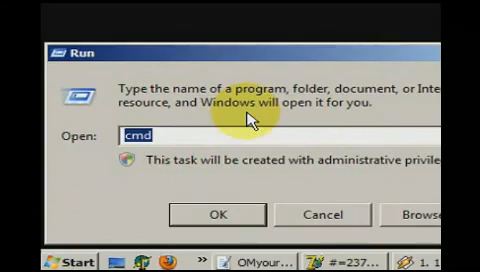 Run
Type the name of a program, folder, document, or Inte
resource, and Windows will open it for you.
Open: cmd
This task will be created with administrative privile
OK Cancel Brows
Start OMyour... #=237... 1. 1